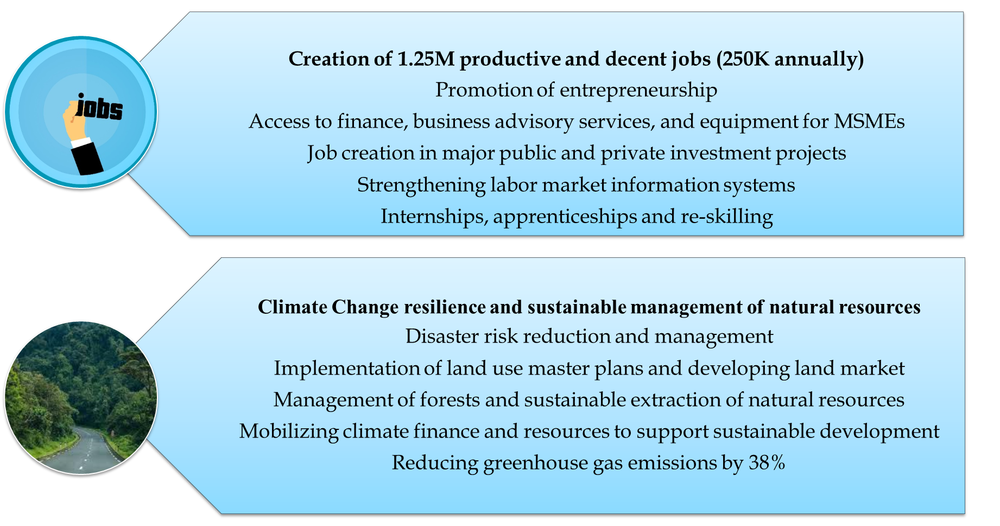 jobs
Creation of 1.25M productive and decent jobs (250K annually)
Promotion of entrepreneurship
Access to finance, business advisory services, and equipment for MSMEs
Job creation in major public and private investment projects
Strengthening labor market information systems
Internships, apprenticeships and re-skilling
Climate Change resilience and sustainable management of natural resources
Disaster risk reduction and management
Implementation of land use master plans and developing land market
Management of forests and sustainable extraction of natural resources
Mobilizing climate finance and resources to support sustainable development
Reducing greenhouse gas emissions by 38%